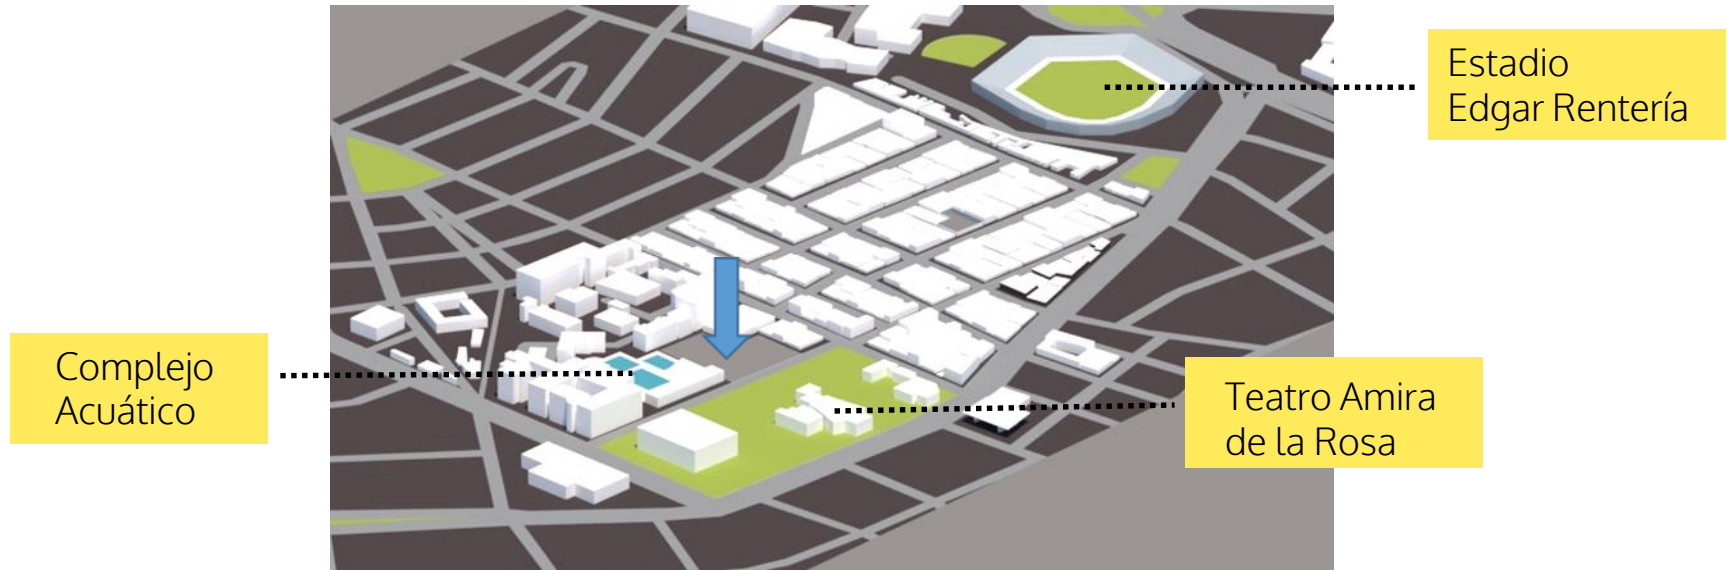 Estadio
Edgar Rentería
Complejo
Acuático
Teatro Amira
de la Rosa